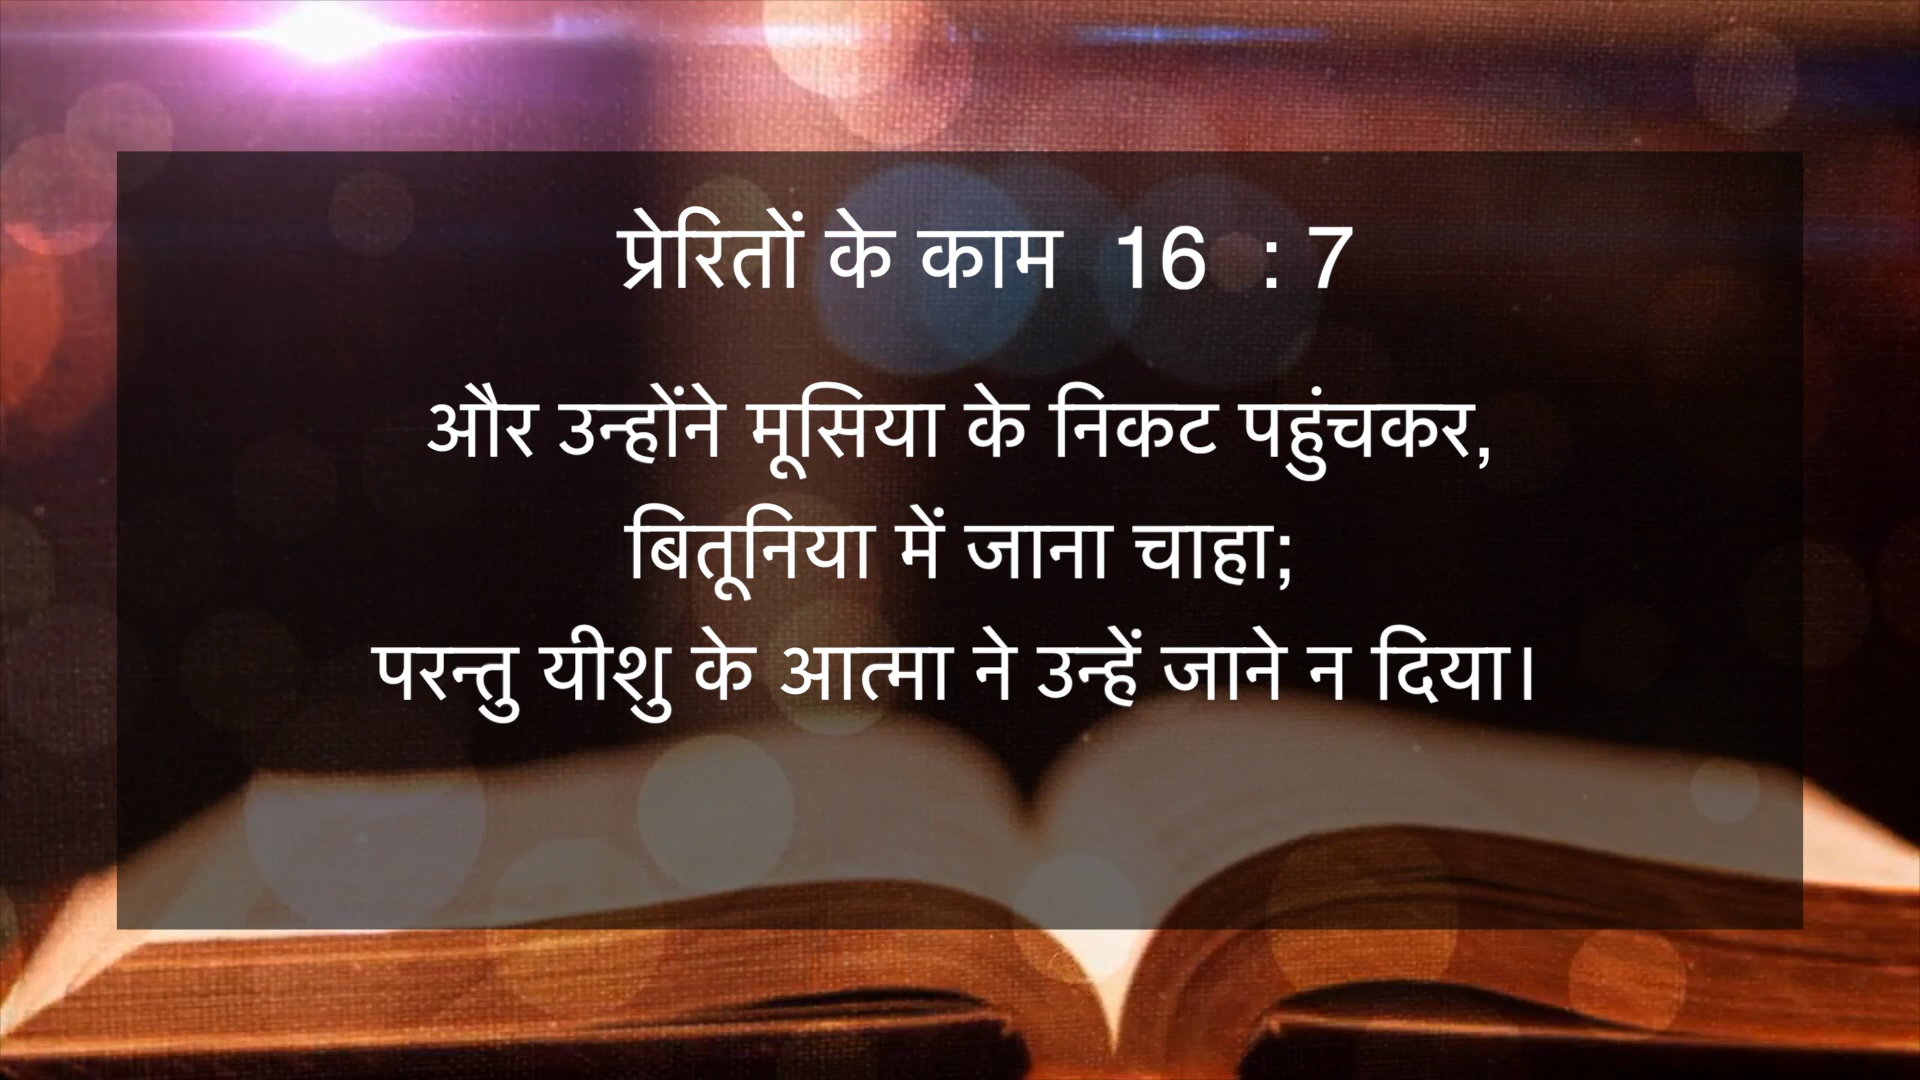 प्रेरितों के काम 16 : 7
और उन्होंने मूसिया के निकट पहुंचकर,
बितूनिया में जाना चाहा;
परन्तु यीशु के आत्मा ने उन्हें जाने न दिया।